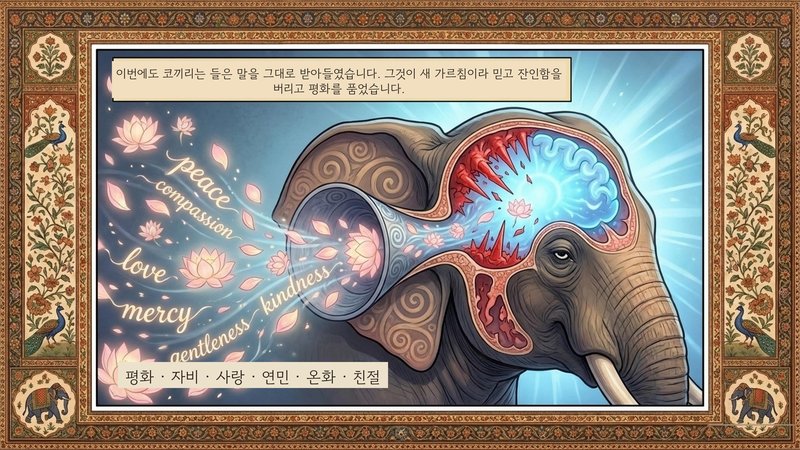 이번에도 코끼리는 들은 말을 그대로 받아들였습니다. 그것이 새 가르침이라 믿고 잔인함을
버리고 평화를 품었습니다.
peace
compassion
love
kindness
mercy
gentleness
평화 · 자비 · 사랑 · 연민 · 온화 · 친절